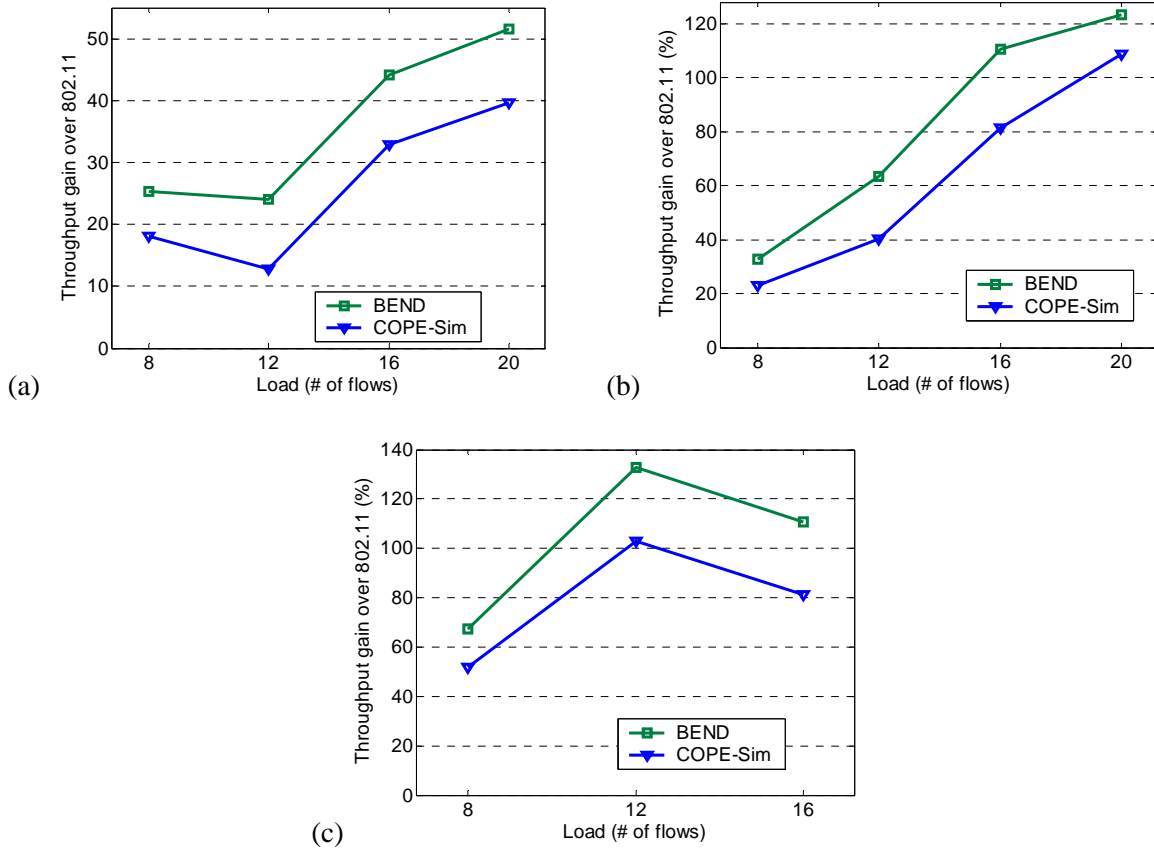 Throughput gain over 802.11
50
40
30
20
10
0
8 12 16 20
Load (# of flows)
BEND
COPE-Sim
(a)
Throughput gain over 802.11 (%)
120
100
80
60
40
20
0
8 12 16 20
Load (# of flows)
BEND
COPE-Sim
(b)
Throughput gain over 802.11 (%)
140
120
100
80
60
40
20
0
8 12 16
Load (# of flows)
BEND
COPE-Sim
(c)